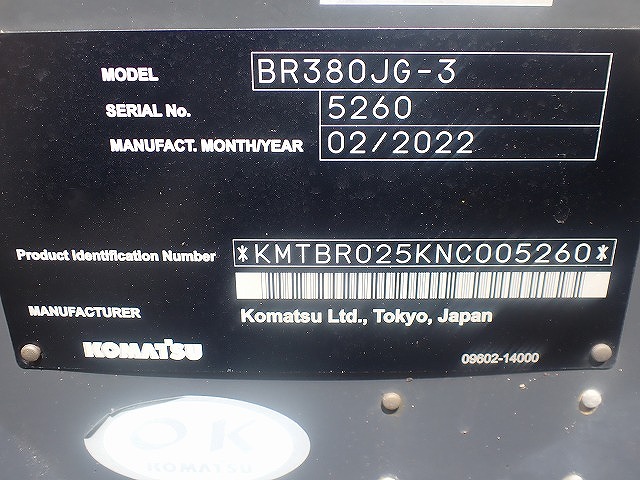 MODEL BR380JG-3
SERIAL No. 5260
MANUFACT. MONTH/YEAR 02/2022
Product Identification Number *KMTBR025KNC005260*
MANUFACTURER Komatsu Ltd., Tokyo, Japan
KOMATSU 09602-14000
OK
KOMATSU